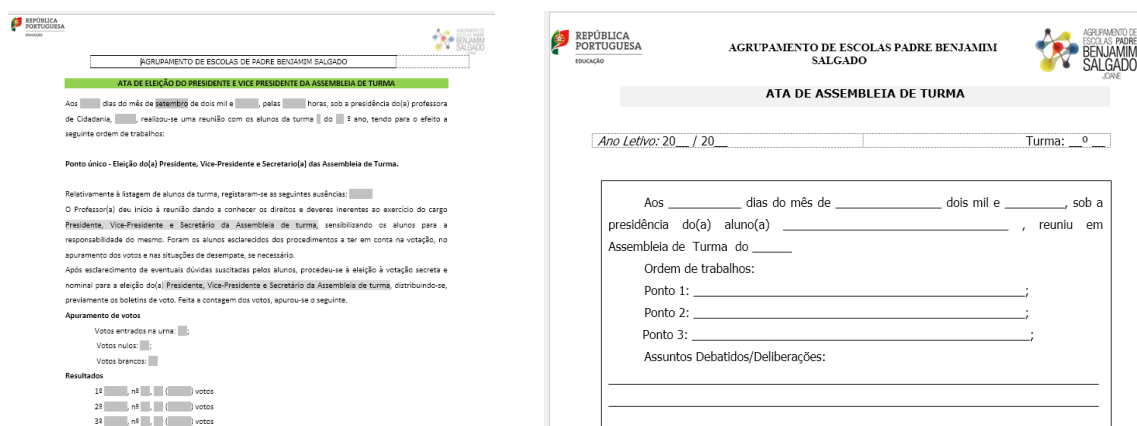 REPÚBLICA
PORTUGUESA
EDUCAÇÃO
AGRUPAMENTO DE
ESCOLAS PADRE
BENJAMIM
SALGADO
AGRUPAMENTO DE ESCOLAS DE PADRE BENJAMIM SALGADO
ATA DE ELEIÇÃO DO PRESIDENTE E VICE PRESIDENTE DA ASSEMBLEIA DE TURMA
Aos dias do mês de setembro de dois mil e , pelas horas, sob a presidência do(a) professora
de Cidadania, , realizou-se uma reunião com os alunos da turma do º ano, tendo para o efeito a
seguinte ordem de trabalhos:
Ponto único - Eleição do(a) Presidente, Vice-Presidente e Secretario(a) das Assembleia de Turma.
Relativamente à listagem de alunos da turma, registaram-se as seguintes ausências:
O Professor(a) deu início à reunião dando a conhecer os direitos e deveres inerentes ao exercício do cargo
Presidente, Vice-Presidente e Secretário da Assembleia de turma, sensibilizando os alunos para a
responsabilidade do mesmo. Foram os alunos esclarecidos dos procedimentos a ter em conta na votação, no
apuramento dos votos e nas situações de desempate, se necessário.
Após esclarecimento de eventuais dúvidas suscitadas pelos alunos, procedeu-se à eleição à votação secreta e
nominal para a eleição do(a) Presidente, Vice-Presidente e Secretário da Assembleia de turma, distribuindo-se,
previamente os boletins de voto. Feita a contagem dos votos, apurou-se o seguinte.
Apuramento de votos
Votos entrados na urna: ;
Votos nulos: ;
Votos brancos:
Resultados
1º , nº , ( ) votos
2º , nº , ( ) votos
3º , nº , ( ) votos
REPÚBLICA
PORTUGUESA
EDUCAÇÃO
AGRUPAMENTO DE ESCOLAS PADRE BENJAMIM
SALGADO
AGRUPAMENTO DE
ESCOLAS PADRE
BENJAMIM
SALGADO
JOANE
ATA DE ASSEMBLEIA DE TURMA
Ano Letivo: 20__ / 20__ Turma: __º __
Aos ____________ dias do mês de __________________ dois mil e __________, sob a
presidência do(a) aluno(a) ________________________________________ , reuniu em
Assembleia de Turma do ______
Ordem de trabalhos:
Ponto 1: ______________________________________________________;
Ponto 2: ______________________________________________________;
Ponto 3: ______________________________________________________;
Assuntos Debatidos/Deliberações: